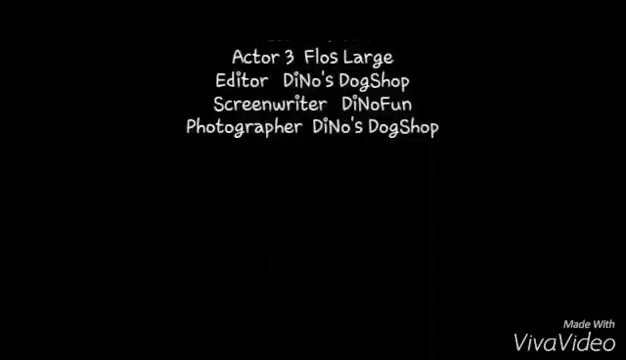 Actor 3 Flos Large
Editor DiNo's DogShop
Screenwriter DiNoFun
Photographer DiNo's DogShop
Made With
VivaVideo